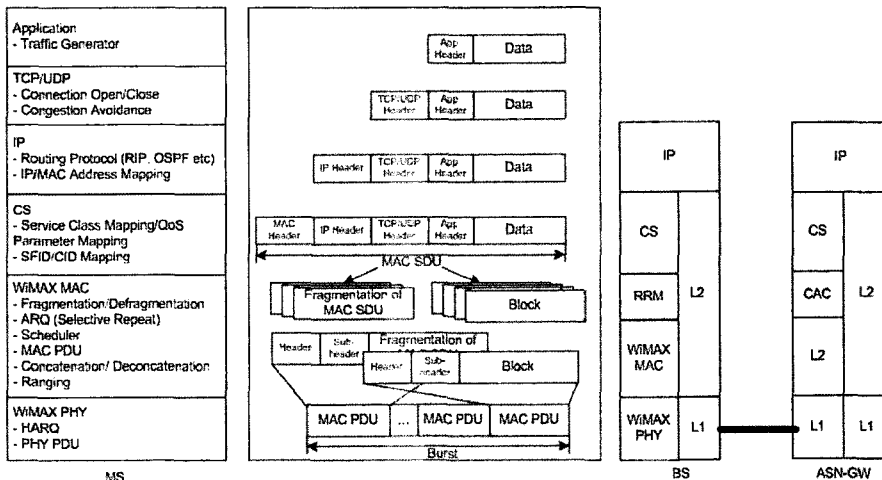 Application
- Traffic Generator
TCP/UDP
- Connection Open/Close
- Congestion Avoidance
IP
- Routing Protocol (RIP, OSPF etc)
- IP/MAC Address Mapping
CS
- Service Class Mapping/QoS
Parameter Mapping
- SFID/CID Mapping
WiMAX MAC
- Fragmentation/Defragmentation
- ARQ (Selective Repeat)
- Scheduler
- MAC PDU
- Concatenation/ Deconcatenation
- Ranging
WiMAX PHY
- HARQ
- PHY PDU
MS
App
Header
Data
TCP/UDP
Header
App
Header
Data
IP Header
TCP/UDP
Header
App
Header
Data
MAC
Header
IP Header
TCP/UDP
Header
App
Header
Data
MAC SDU
Fragmentation of
MAC SDU
Block
Header
Sub-
header
Fragmentation of
Header
Sub-
header
Block
MAC PDU
...
MAC PDU
MAC PDU
Burst
IP
CS
RRM
L2
WiMAX
MAC
WiMAX
PHY
L1
BS
IP
CS
CAC
L2
L2
L1
L1
ASN-GW